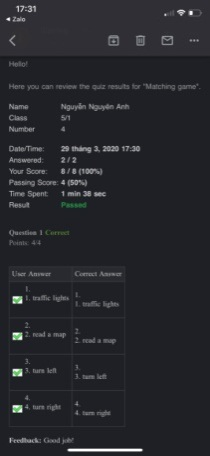 17:31
◀ Zalo
Hello!
Here you can review the quiz results for "Matching game".
Name Nguyễn Nguyên Anh
Class 5/1
Number 4
Date/Time: 29 tháng 3, 2020 17:30
Answered: 2 / 2
Your Score: 8 / 8 (100%)
Passing Score: 4 (50%)
Time Spent: 1 min 38 sec
Result Passed
Question 1 Correct
Points: 4/4
User Answer Correct Answer
1. 1.
1. traffic lights 1. traffic lights
2. 2.
2. read a map 2. read a map
3. 3.
3. turn left 3. turn left
4. 4.
4. turn right 4. turn right
Feedback: Good job!